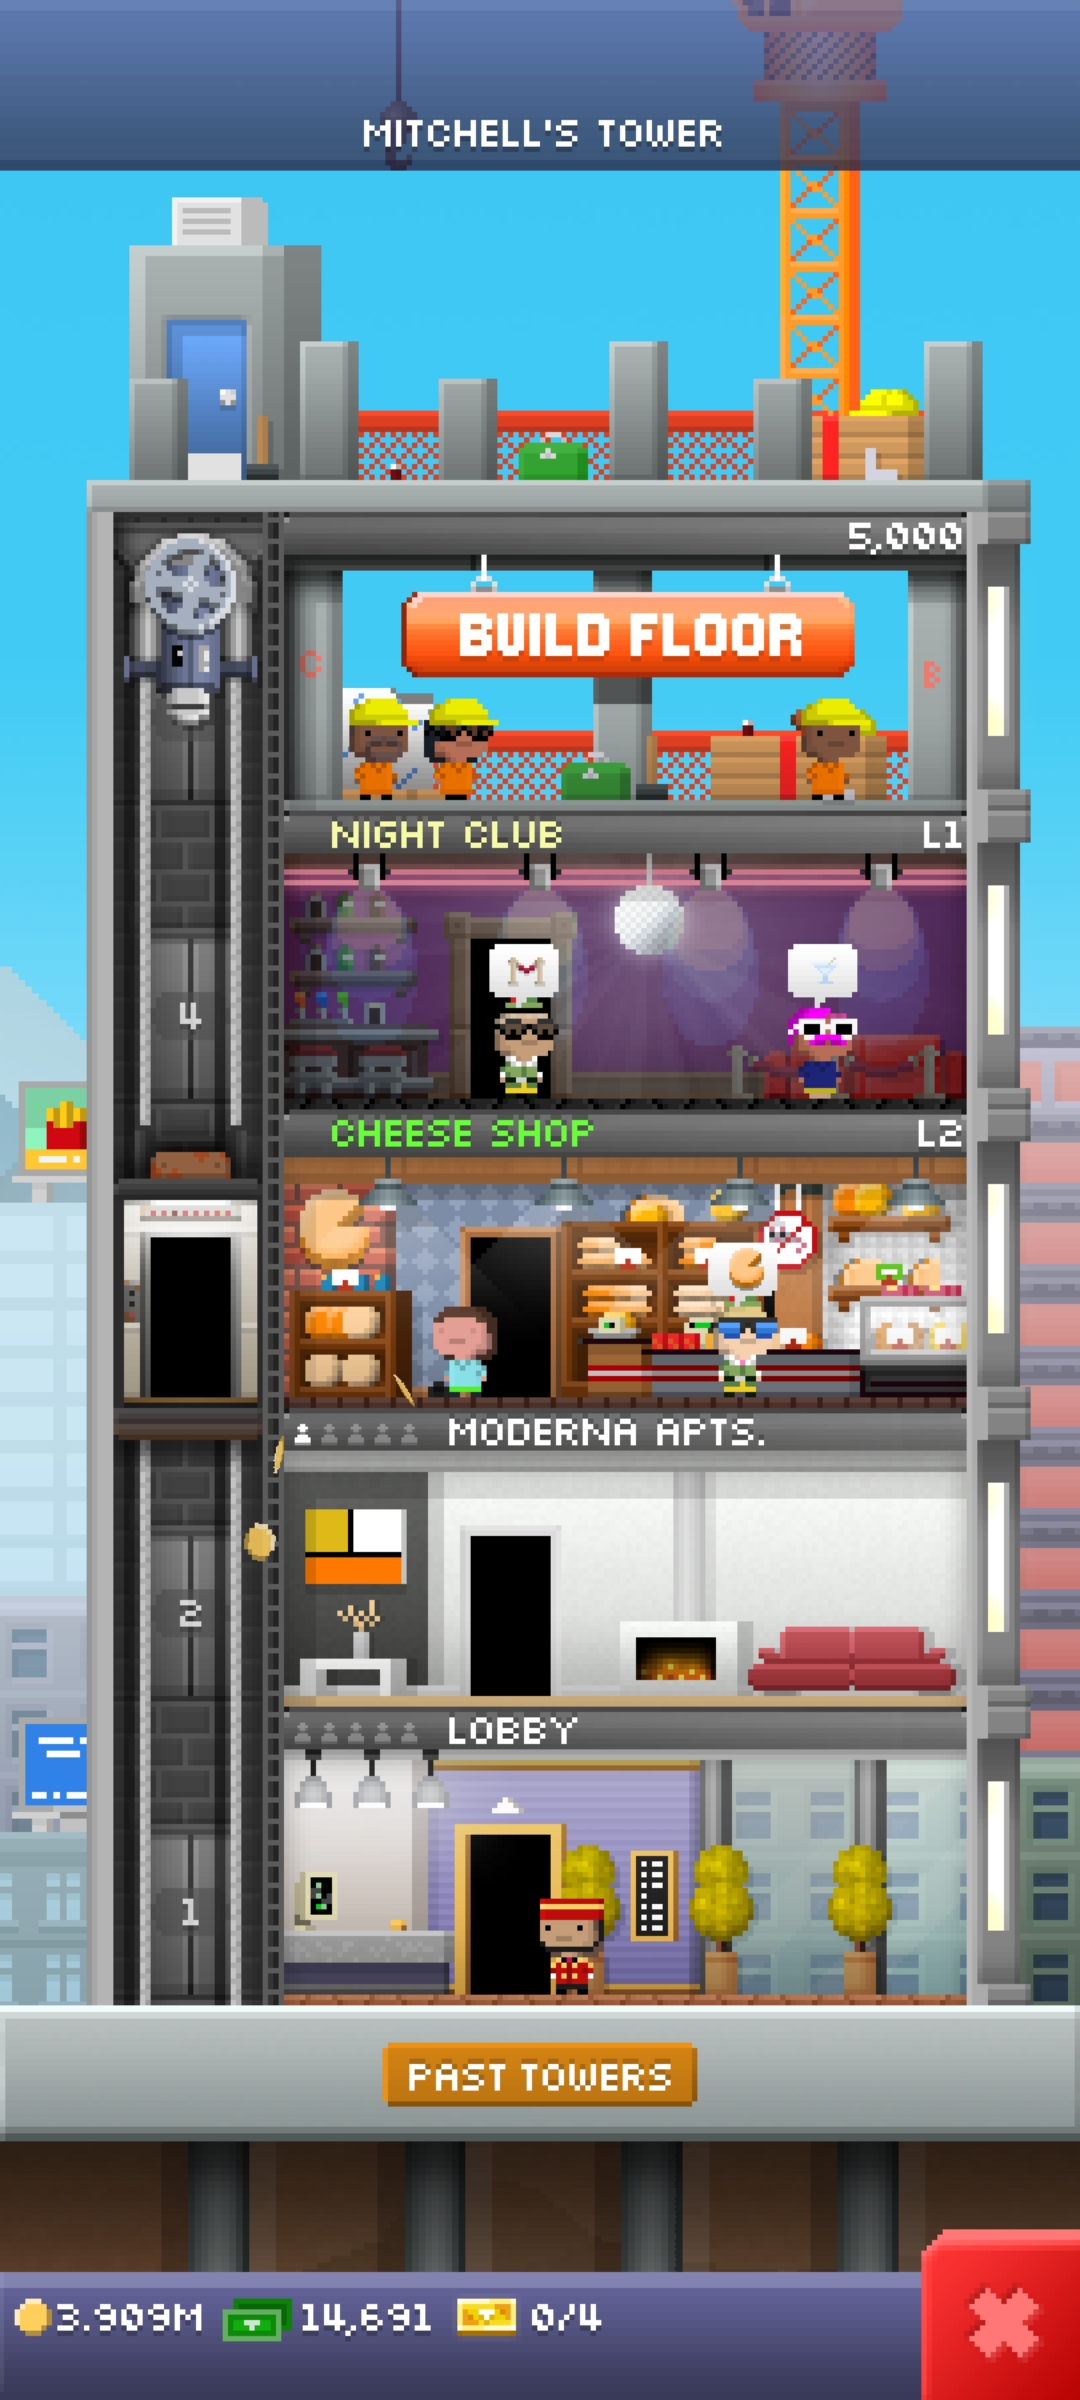 MITCHELL'S TOWER
5,000
BUILD FLOOR
C
B
NIGHT CLUB L1
4
CHEESE SHOP L2
MODERNA APTS.
2
LOBBY
1
PAST TOWERS
3.909M 14,691 0/4